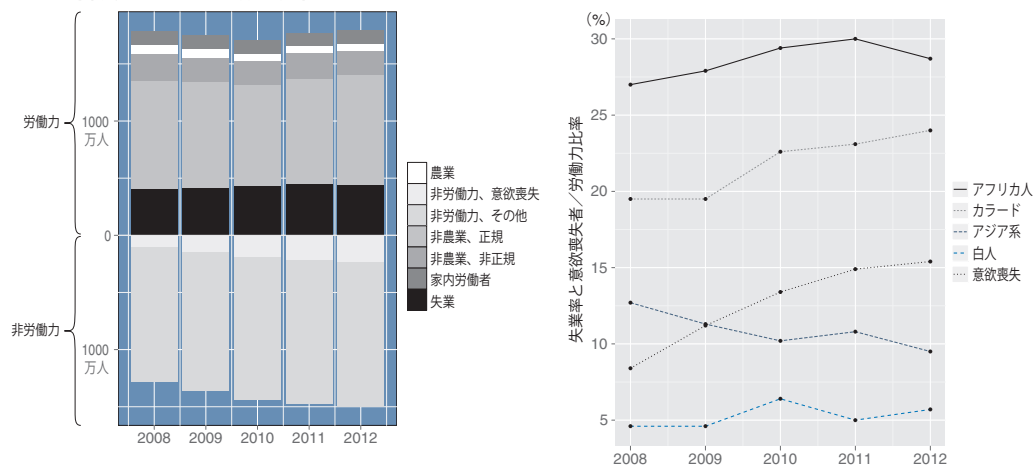 労働力
1000
万人
0
非労働力
1000
万人
2008 2009 2010 2011 2012
農業
非労働力、意欲喪失
非労働力、その他
非農業、正規
非農業、非正規
家内労働者
失業
(%)
30
25
20
15
10
5
失業率と意欲喪失者/労働力比率
2008 2009 2010 2011 2012
アフリカ人
カラード
アジア系
白人
意欲喪失